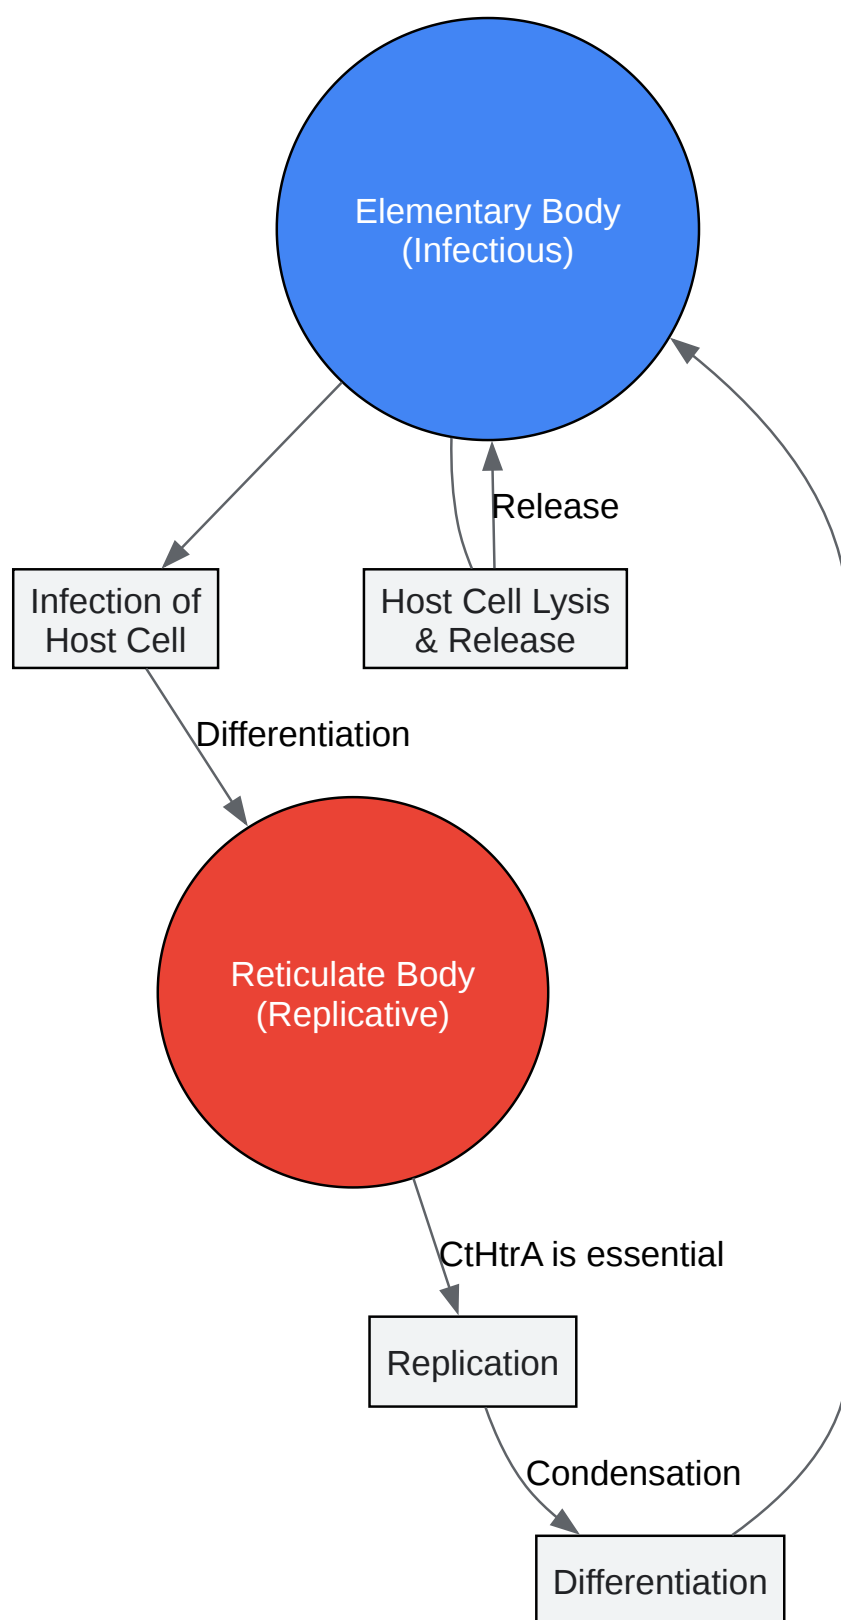 Elementary Body
(Infectious)
Release
Infection of
Host Cell
Host Cell Lysis
& Release
Differentiation
Reticulate Body
(Replicative)
CtHtrA is essential
Replication
Condensation
Differentiation